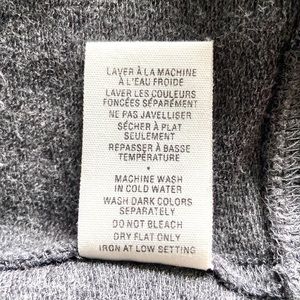 LAVER À LA MACHINE
À L'EAU FROIDE
LAVER LES COULEURS
FONCÉES SÉPARÉMENT
NE PAS JAVELLISER
SÉCHER À PLAT
SEULEMENT
REPASSER À BASSE
TEMPÉRATURE
•
MACHINE WASH
IN COLD WATER
WASH DARK COLORS
SEPARATELY
DO NOT BLEACH
DRY FLAT ONLY
IRON AT LOW SETTING